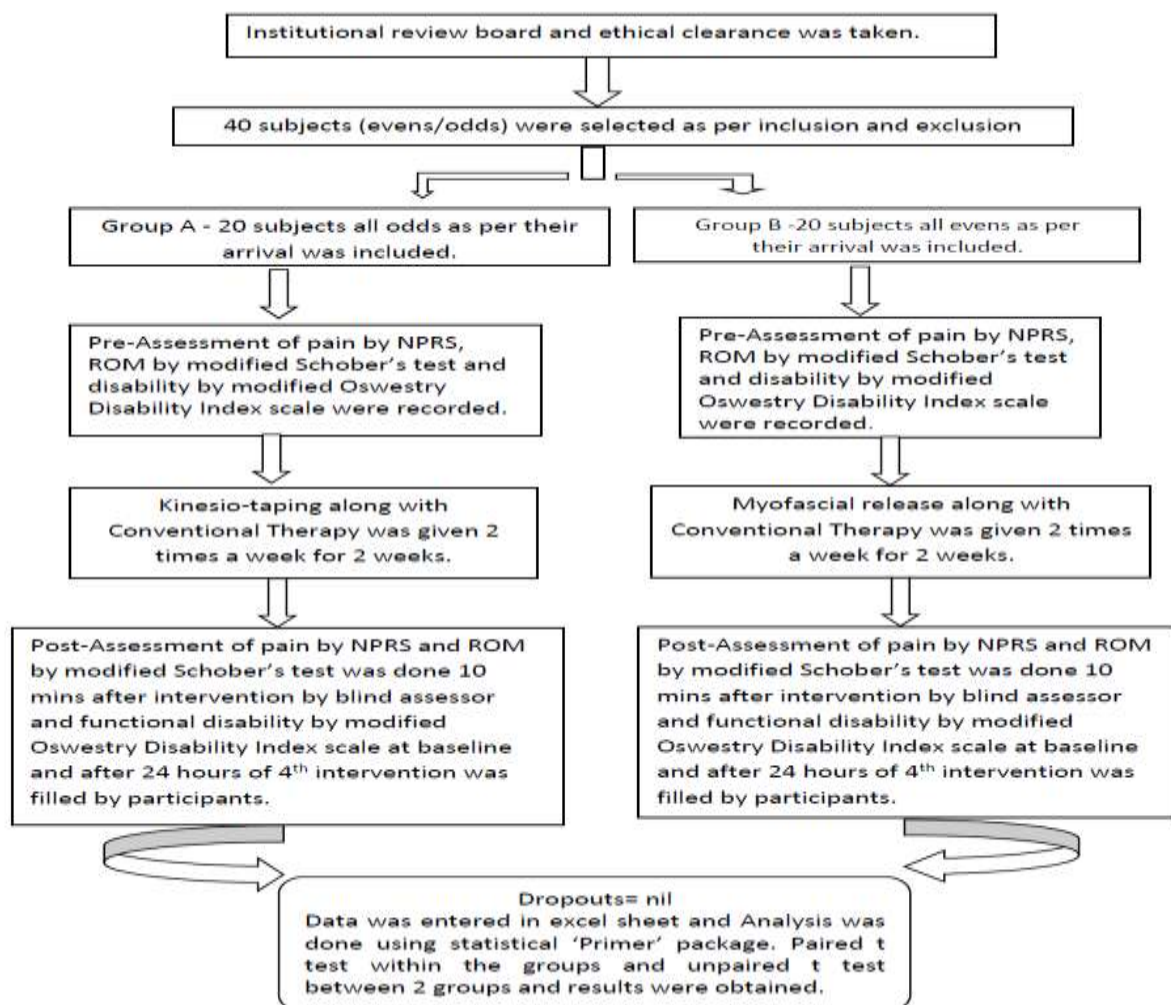 Institutional review board and ethical clearance was taken.
40 subjects (evens/odds) were selected as per inclusion and exclusion
Group A - 20 subjects all odds as per their
arrival was included.
Group B -20 subjects all evens as per
their arrival was included.
Pre-Assessment of pain by NPRS,
ROM by modified Schober's test and
disability by modified Oswestry
Disability Index scale were recorded.
Pre-Assessment of pain by NPRS,
ROM by modified Schober's test
and disability by modified
Oswestry Disability Index scale
were recorded.
Kinesio-taping along with
Conventional Therapy was given 2
times a week for 2 weeks.
Myofascial release along with
Conventional Therapy was given 2 times
a week for 2 weeks.
Post-Assessment of pain by NPRS and ROM
by modified Schober's test was done 10
mins after intervention by blind assessor
and functional disability by modified
Oswestry Disability Index scale at baseline
and after 24 hours of 4th intervention was
filled by participants.
Post-Assessment of pain by NPRS and ROM
by modified Schober's test was done 10
mins after intervention by blind assessor
and functional disability by modified
Oswestry Disability Index scale at baseline
and after 24 hours of 4th intervention was
filled by participants.
Dropouts= nil
Data was entered in excel sheet and Analysis was
done using statistical 'Primer' package. Paired t
test within the groups and unpaired t test
between 2 groups and results were obtained.